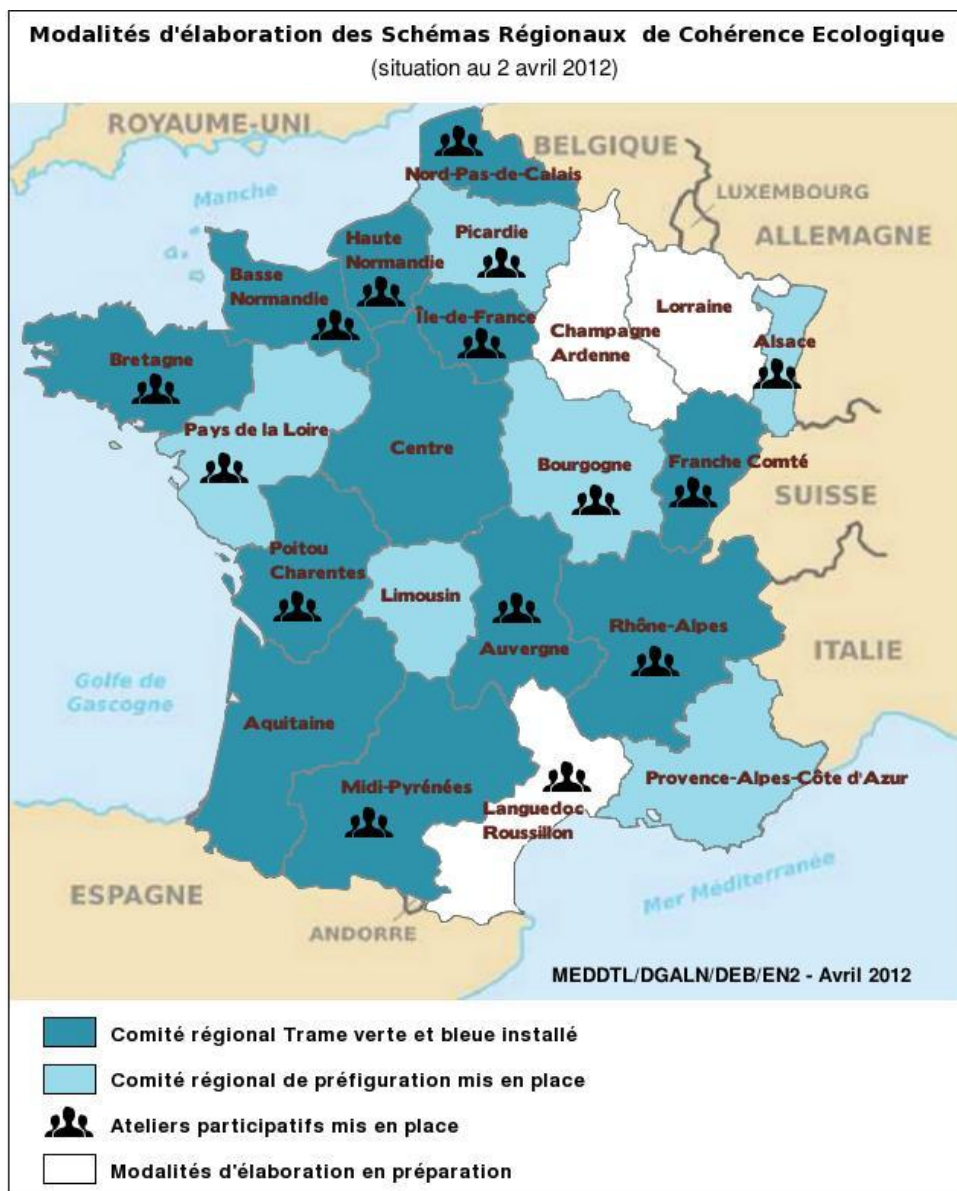 Modalités d'élaboration des Schémas Régionaux de Cohérence Ecologique
(situation au 2 avril 2012)
ROYAUME-UNI
BELGIQUE
Nord-Pas-de-Calais
LUXEMBOURG
Manche
ALLEMAGNE
Picardie
Haute
Normandie
Basse
Normandie
Lorraine
Île-de-France
Champagne
Ardenne
Alsace
Bretagne
Pays de la Loire
Centre
Bourgogne
Franche Comté
SUISSE
Poitou
Charentes
Limousin
Rhône-Alpes
Auvergne
ITALIE
Golfe de
Gascogne
Aquitaine
Midi-Pyrénées
Provence-Alpes-Côte d'Azur
Languedoc
Roussillon
Mer Méditerranée
ESPAGNE
ANDORRE
MEDDTL/DGALN/DEB/EN2 - Avril 2012
Comité régional Trame verte et bleue installé
Comité régional de préfiguration mis en place
Ateliers participatifs mis en place
Modalités d'élaboration en préparation